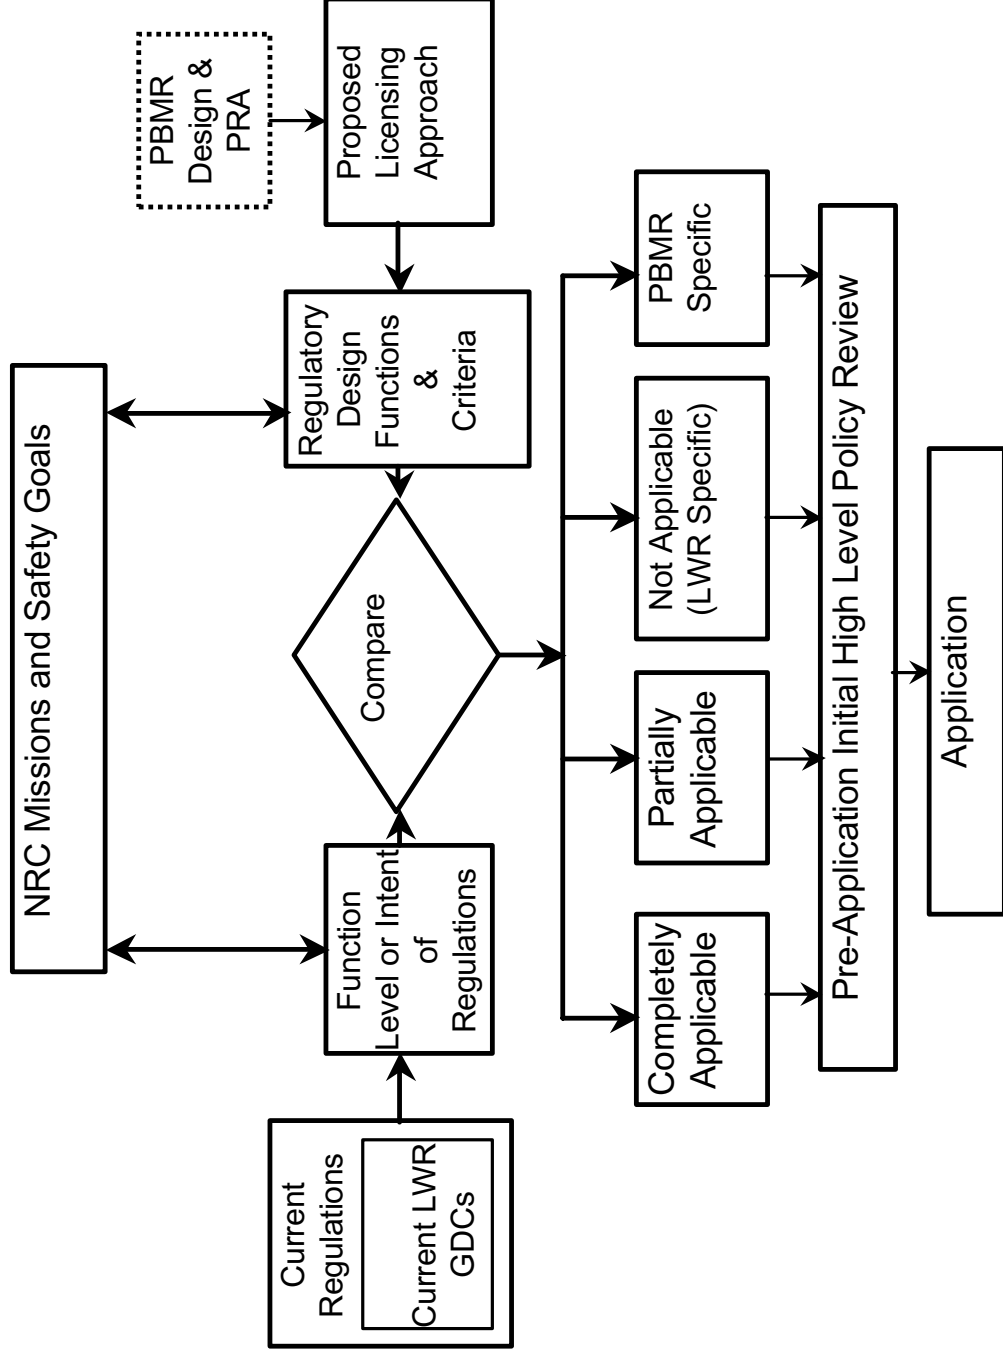 NRC Missions and Safety Goals
PBMR
Design &
PRA
Current
Regulations
Current LWR
GDCs
Function
Level or Intent
of
Regulations
Compare
Regulatory
Design
Functions
&
Criteria
Proposed
Licensing
Approach
Completely
Applicable
Partially
Applicable
Not Applicable
(LWR Specific)
PBMR
Specific
Pre-Application Initial High Level Policy Review
Application